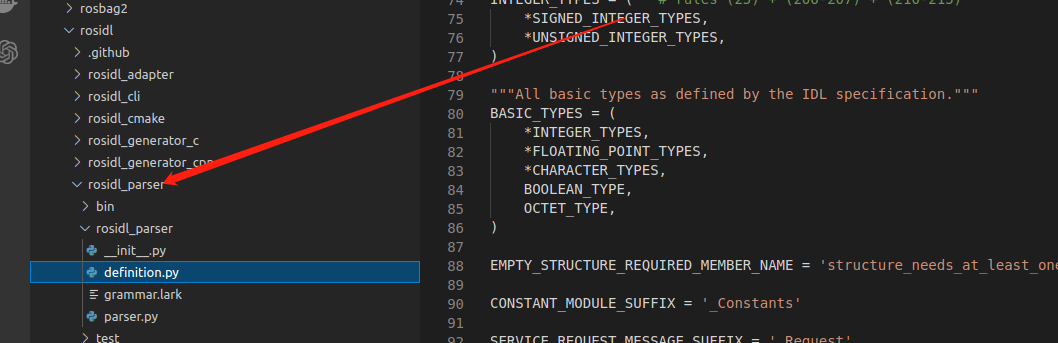 rosbag2
rosidl
.github
rosidl_adapter
rosidl_cli
rosidl_cmake
rosidl_generator_c
rosidl_generator_cpp
rosidl_parser
bin
rosidl_parser
__init__.py
definition.py
grammar.lark
parser.py
test
74 INTEGER_TYPES = ( # rules (25) + (206-207) + (210-215)
75 *SIGNED_INTEGER_TYPES,
76 *UNSIGNED_INTEGER_TYPES,
77 )
78
79 """All basic types as defined by the IDL specification."""
80 BASIC_TYPES = (
81 *INTEGER_TYPES,
82 *FLOATING_POINT_TYPES,
83 *CHARACTER_TYPES,
84 BOOLEAN_TYPE,
85 OCTET_TYPE,
86 )
87
88 EMPTY_STRUCTURE_REQUIRED_MEMBER_NAME = 'structure_needs_at_least_one
89
90 CONSTANT_MODULE_SUFFIX = '_Constants'
91
92 SERVICE_REQUEST_MESSAGE_SUFFIX = '_Request'